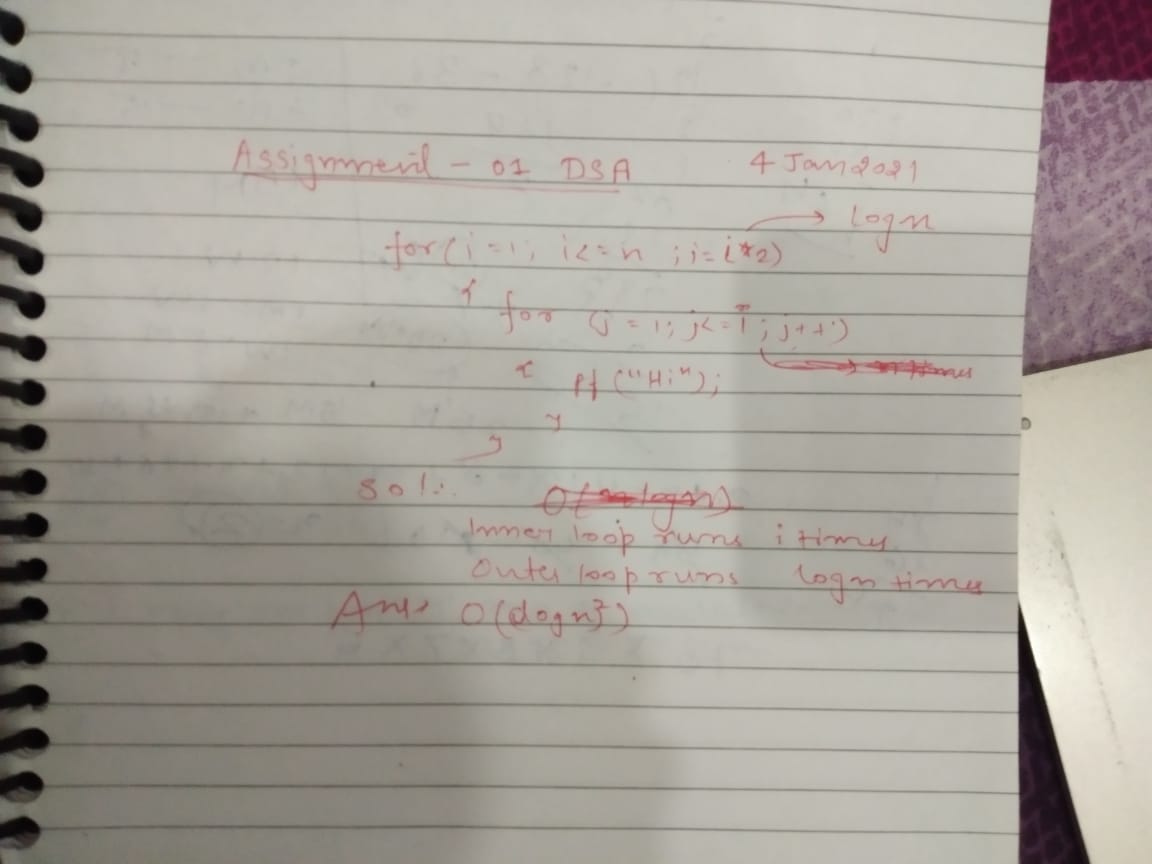 Assignment - 01 DSA 4 Jan 2021
→ logn
for(i=1; i<=n ;i=i*2)
{ for (j=1; j<=i; j++)
{ Pf ("Hi");
}
}
Sol:.
Inner loop runs i times
Outer loop runs logn times
Ans O(logn²)